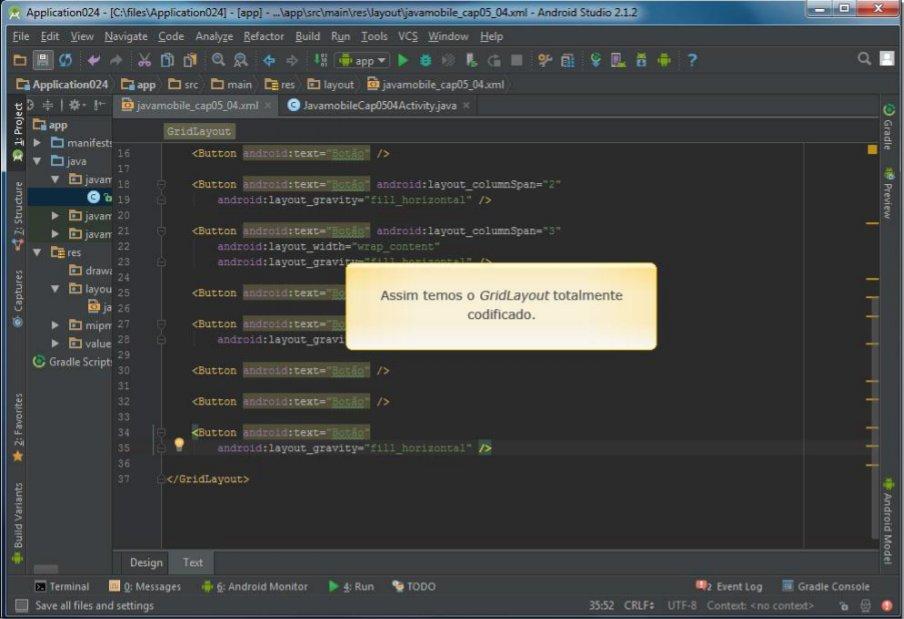 Application024 - [C:\files\Application024] - [app] - ...\app\src\main\res\layout\javamobile_cap05_04.xml - Android Studio 2.1.2
File Edit View Navigate Code Analyze Refactor Build Run Tools VCS Window Help
app
Application024 app src main res layout javamobile_cap05_04.xml
javamobile_cap05_04.xml JavamobileCap0504Activity.java
GridLayout
1: Project
Z: Structure
Captures
2: Favorites
Build Variants
app
manifests
java
javam
javam
javam
res
drawa
layou
ja
mipm
value
Gradle Script
16 <Button android:text="Botão" />
17
18 <Button android:text="Botão" android:layout_columnSpan="2"
19 android:layout_gravity="fill_horizontal" />
20
21 <Button android:text="Botão" android:layout_columnSpan="3"
22 android:layout_width="wrap_content"
23 android:layout_gravity="fill_horizontal" />
24
25 <Button android:text="
26
27 <Button android:text="
28 android:layout_gravi
29
30 <Button android:text="Botão" />
31
32 <Button android:text="Botão" />
33
34 <Button android:text="Botão"
35 android:layout_gravity="fill_horizontal" />
36
37 </GridLayout>
Assim temos o GridLayout totalmente
codificado.
Gradle
Preview
Android Model
Design Text
Terminal 0: Messages 6: Android Monitor 4: Run TODO 2 Event Log Gradle Console
Save all files and settings 35:52 CRLF UTF-8 Context: <no context>